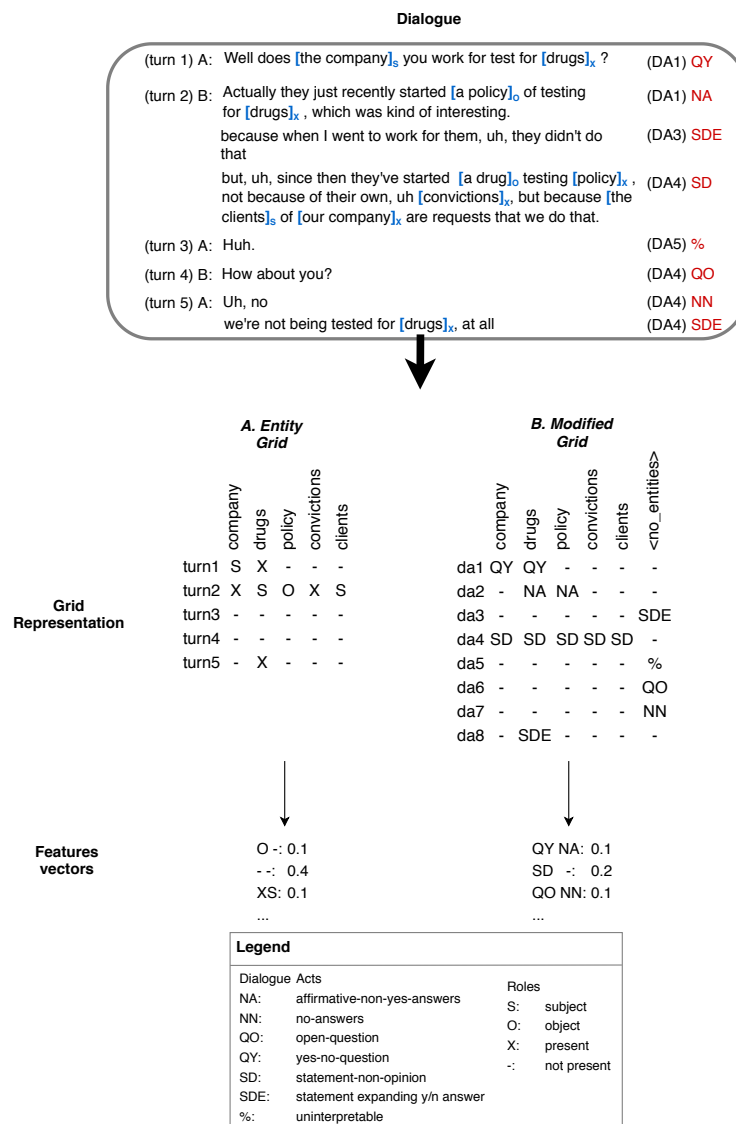 Dialogue
(turn 1) A: Well does [the company]s you work for test for [drugs]x ? (DA1) QY
(turn 2) B: Actually they just recently started [a policy]o of testing (DA1) NA
for [drugs]x , which was kind of interesting.
because when I went to work for them, uh, they didn't do (DA3) SDE
that
but, uh, since then they've started [a drug]o testing [policy]x , (DA4) SD
not because of their own, uh [convictions]x, but because [the
clients]s of [our company]x are requests that we do that.
(turn 3) A: Huh. (DA5) %
(turn 4) B: How about you? (DA4) QO
(turn 5) A: Uh, no (DA4) NN
we're not being tested for [drugs]x, at all (DA4) SDE
A. Entity
Grid
B. Modified
Grid
company drugs policy convictions clients
company drugs policy convictions clients <no_entities>
Grid
Representation
turn1 S X - - -
turn2 X S O X S
turn3 - - - - -
turn4 - - - - -
turn5 - X - - -
da1 QY QY - - - -
da2 - NA NA - - -
da3 - - - - - SDE
da4 SD SD SD SD SD -
da5 - - - - - %
da6 - - - - - QO
da7 - - - - - NN
da8 - SDE - - - -
Features
vectors
O -: 0.1
- -: 0.4
XS: 0.1
...
QY NA: 0.1
SD -: 0.2
QO NN: 0.1
...
Legend
Dialogue Acts
NA: affirmative-non-yes-answers
NN: no-answers
QO: open-question
QY: yes-no-question
SD: statement-non-opinion
SDE: statement expanding y/n answer
%: uninterpretable
Roles
S: subject
O: object
X: present
-: not present